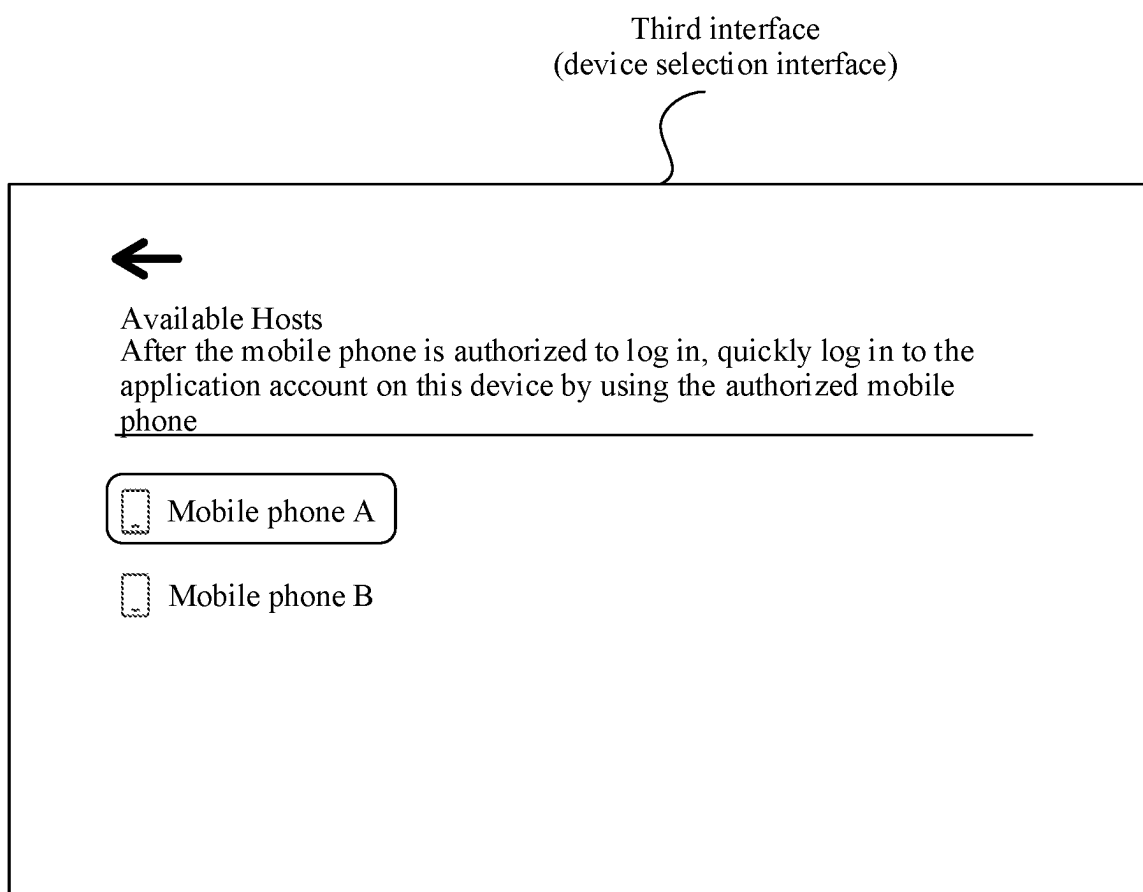 Third interface
(device selection interface)
Available Hosts
After the mobile phone is authorized to log in, quickly log in to the
application account on this device by using the authorized mobile
phone
Mobile phone A
Mobile phone B